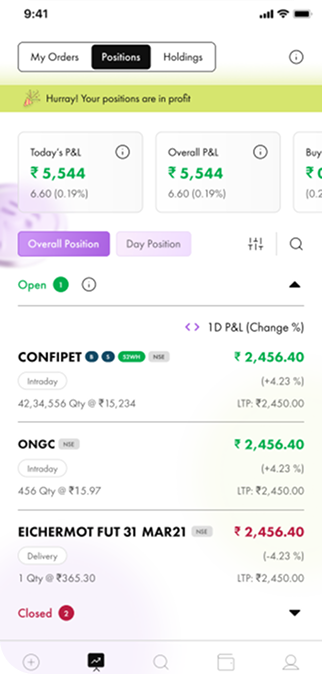 9:41
My Orders Positions Holdings
Hurray! Your positions are in profit
Today's P&L Overall P&L Buy
₹ 5,544 ₹ 5,544 ₹
6.60 (0.19%) 6.60 (0.19%) (0.2
Overall Position Day Position
Open 1
1D P&L (Change %)
CONFIPET B S 52WH NSE ₹ 2,456.40
Intraday (+4.23 %)
42,34,556 Qty @ ₹15,234 LTP: ₹2,450.00
ONGC NSE ₹ 2,456.40
Intraday (+4.23 %)
456 Qty @ ₹15.97 LTP: ₹2,450.00
EICHERMOT FUT 31 MAR21 NSE ₹ 2,456.40
Delivery (-4.23 %)
1 Qty @ ₹365.30 LTP: ₹2,450.00
Closed 2